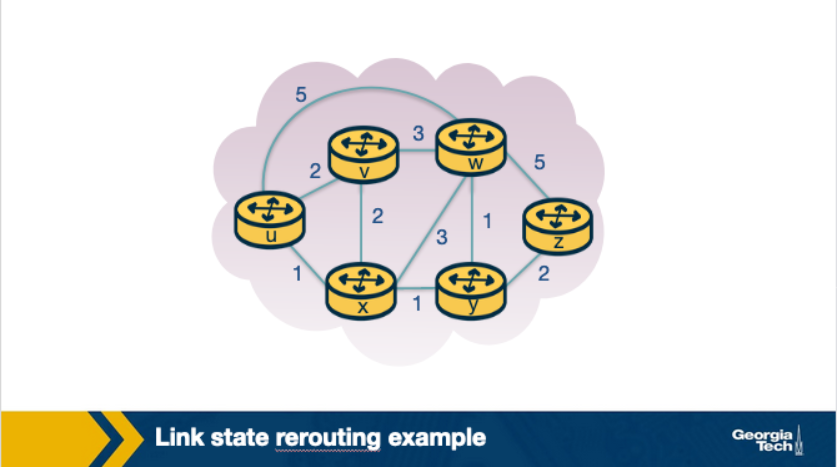 5
3
v
w
5
2
2
u
z
3
1
1
2
x
1
y
Link state rerouting example
Georgia
Tech